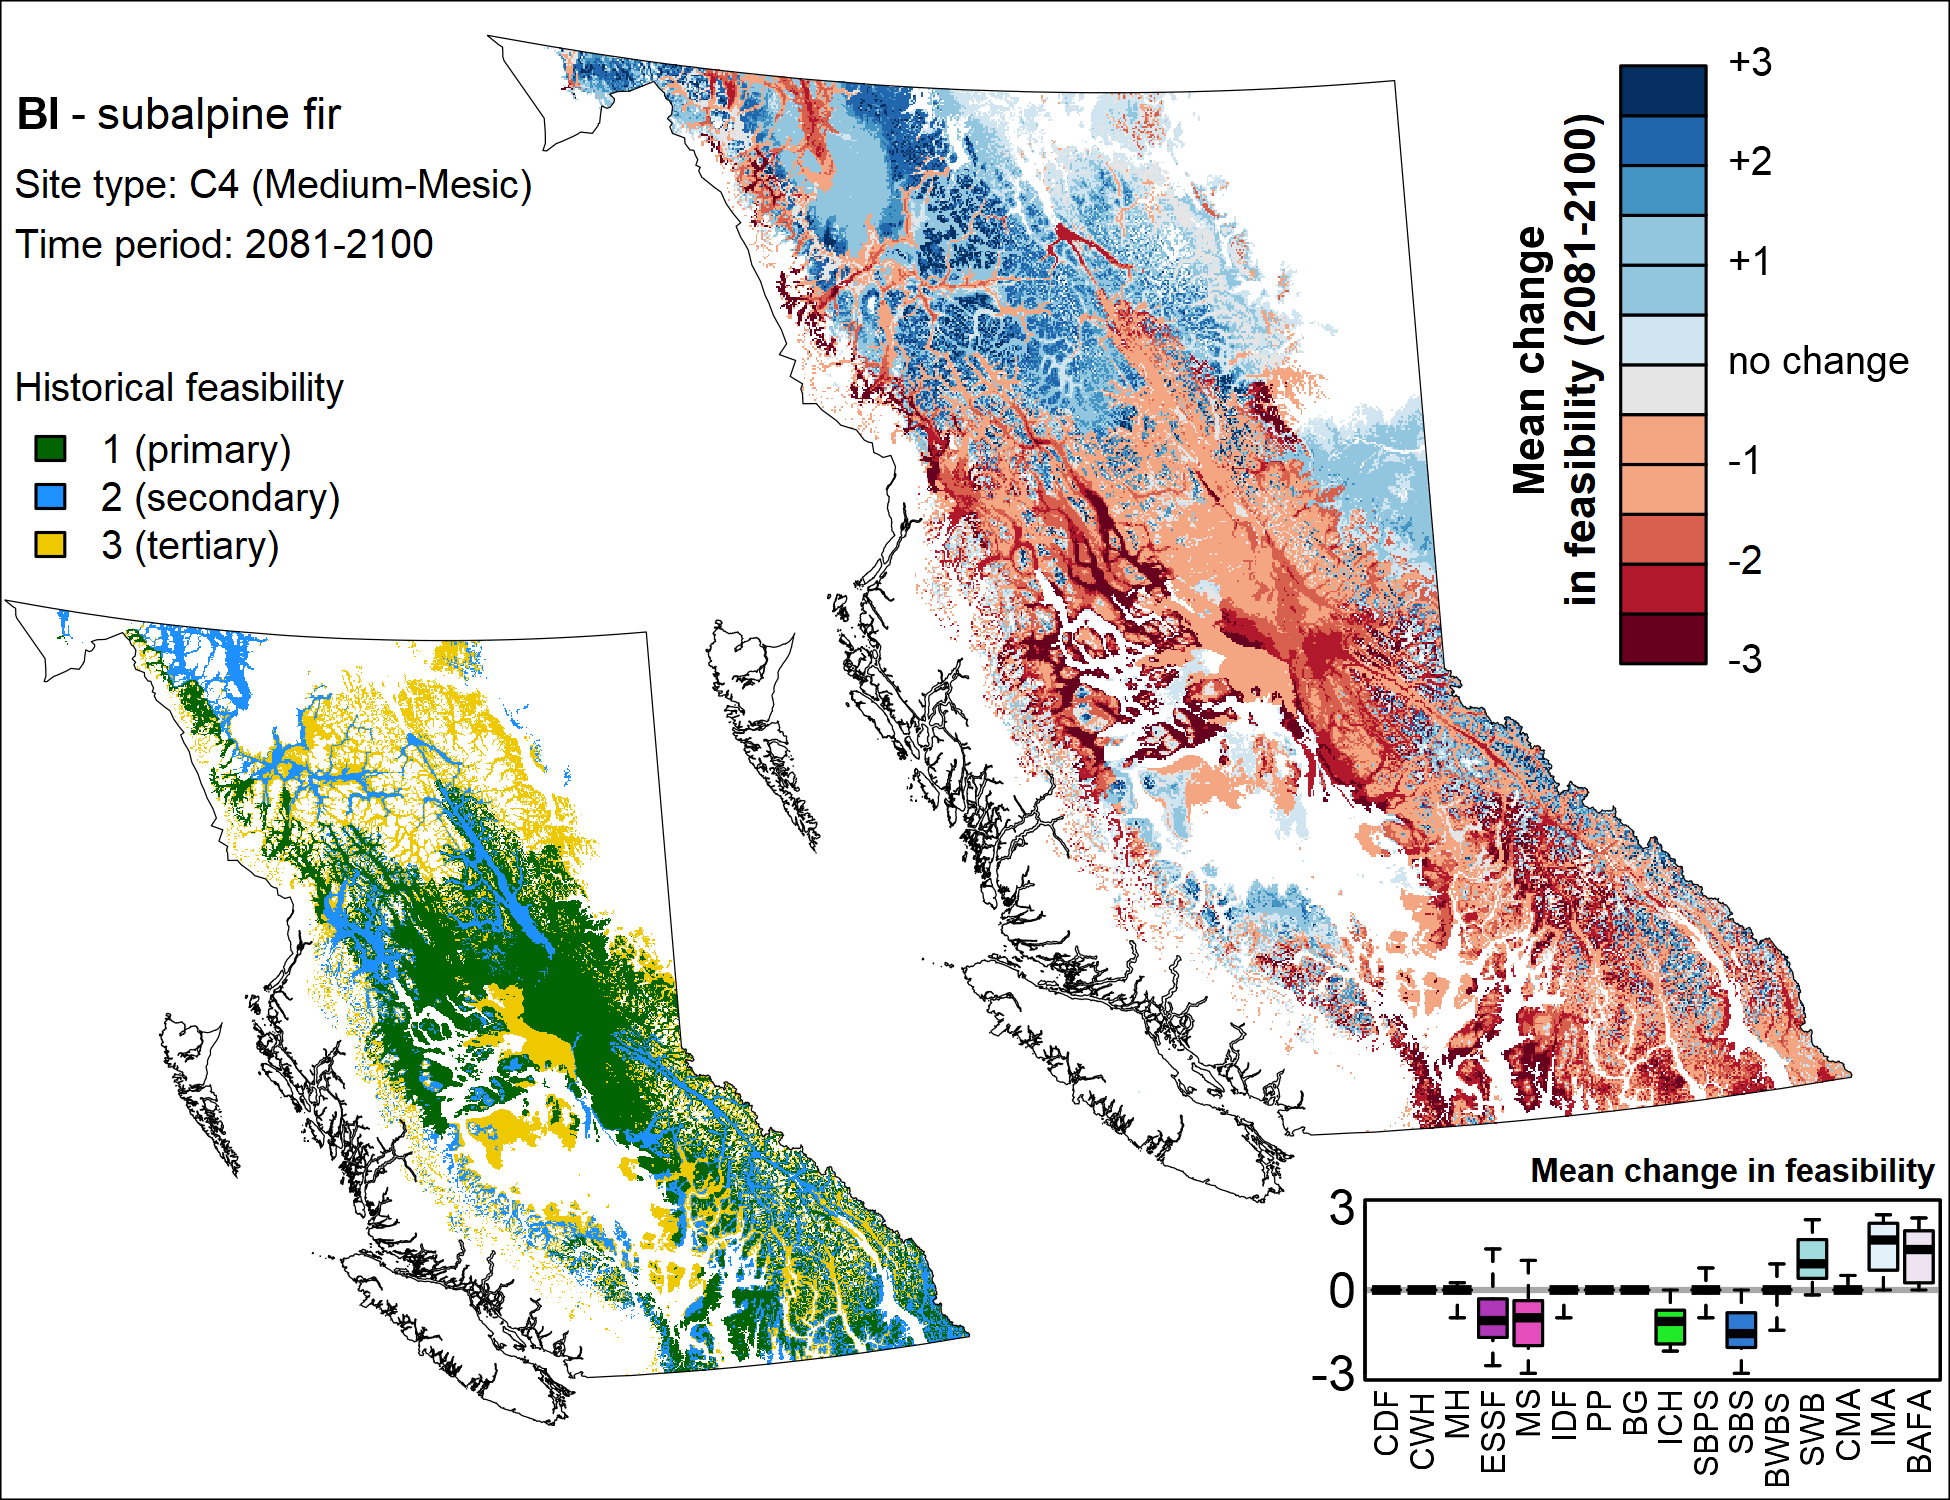 Bl - subalpine fir
Site type: C4 (Medium-Mesic)
Time period: 2081-2100
Historical feasibility
1 (primary)
2 (secondary)
3 (tertiary)
Mean change
in feasibility (2081-2100)
+3
+2
+1
no change
-1
-2
-3
Mean change in feasibility
3
0
-3
CDF
CWH
MH
ESSF
MS
IDF
PP
BG
ICH
SBPS
SBS
BWBS
SWB
CMA
IMA
BAFA